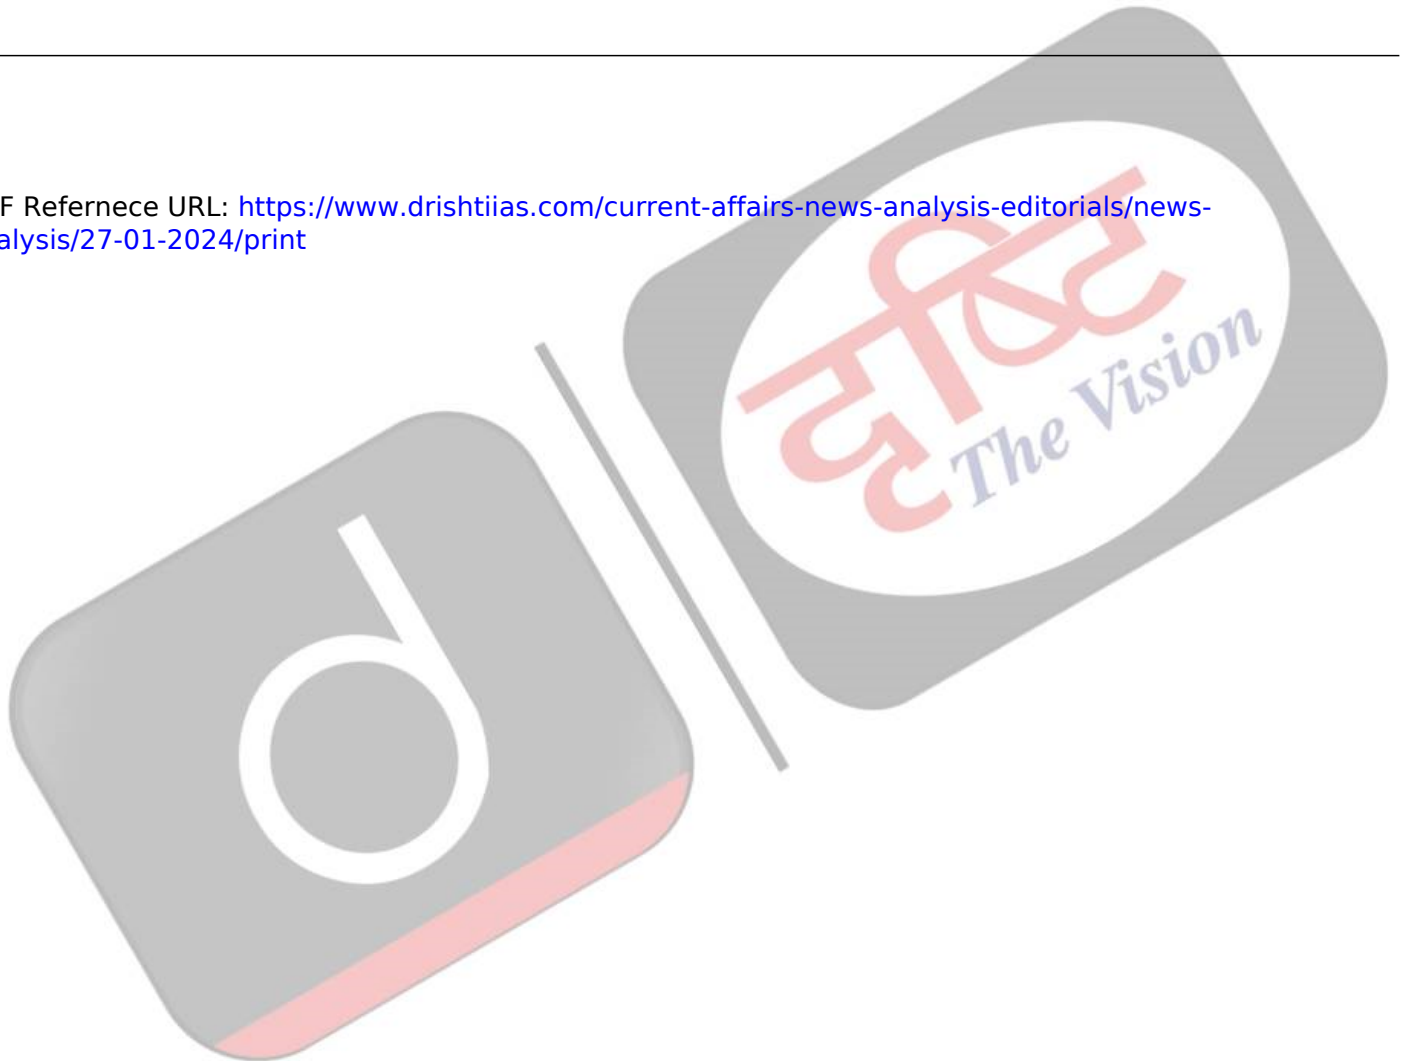 F Refernece URL: https://www.drishtiias.com/current-affairs-news-analysis-editorials/news-
alysis/27-01-2024/print
दृष्टि
The Vision
d